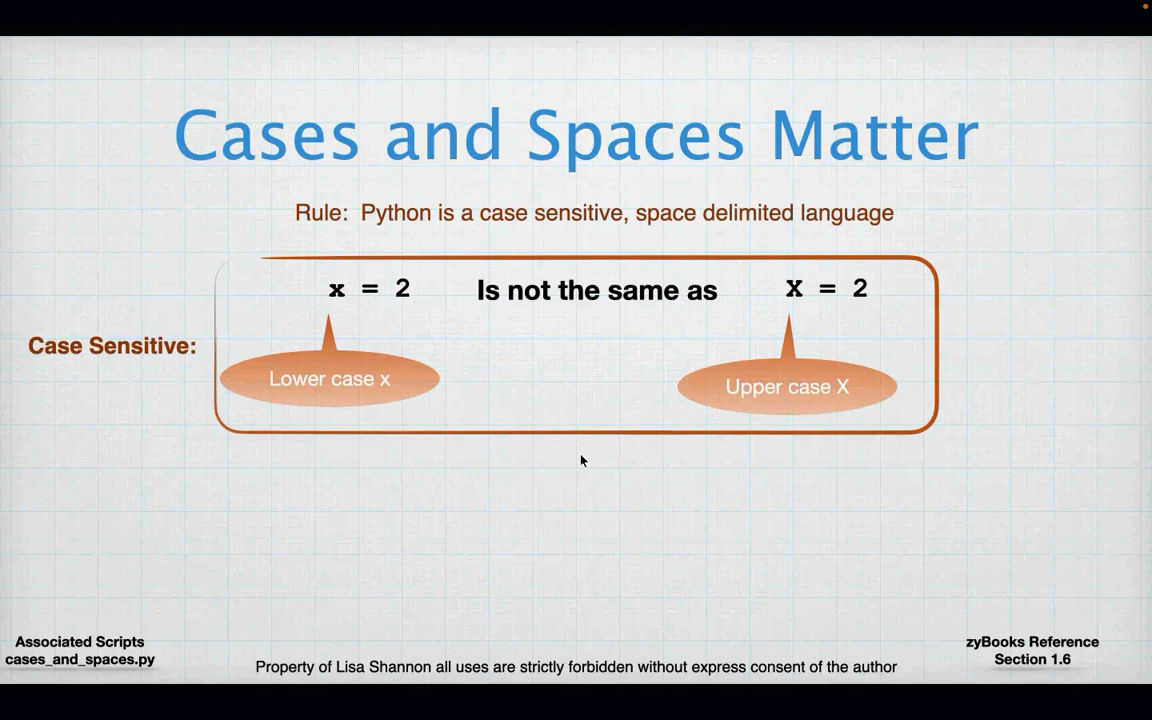 Cases and Spaces Matter
Rule: Python is a case sensitive, space delimited language
x = 2 Is not the same as X = 2
Case Sensitive:
Lower case x
Upper case X
Associated Scripts
cases_and_spaces.py
Property of Lisa Shannon all uses are strictly forbidden without express consent of the author
zyBooks Reference
Section 1.6